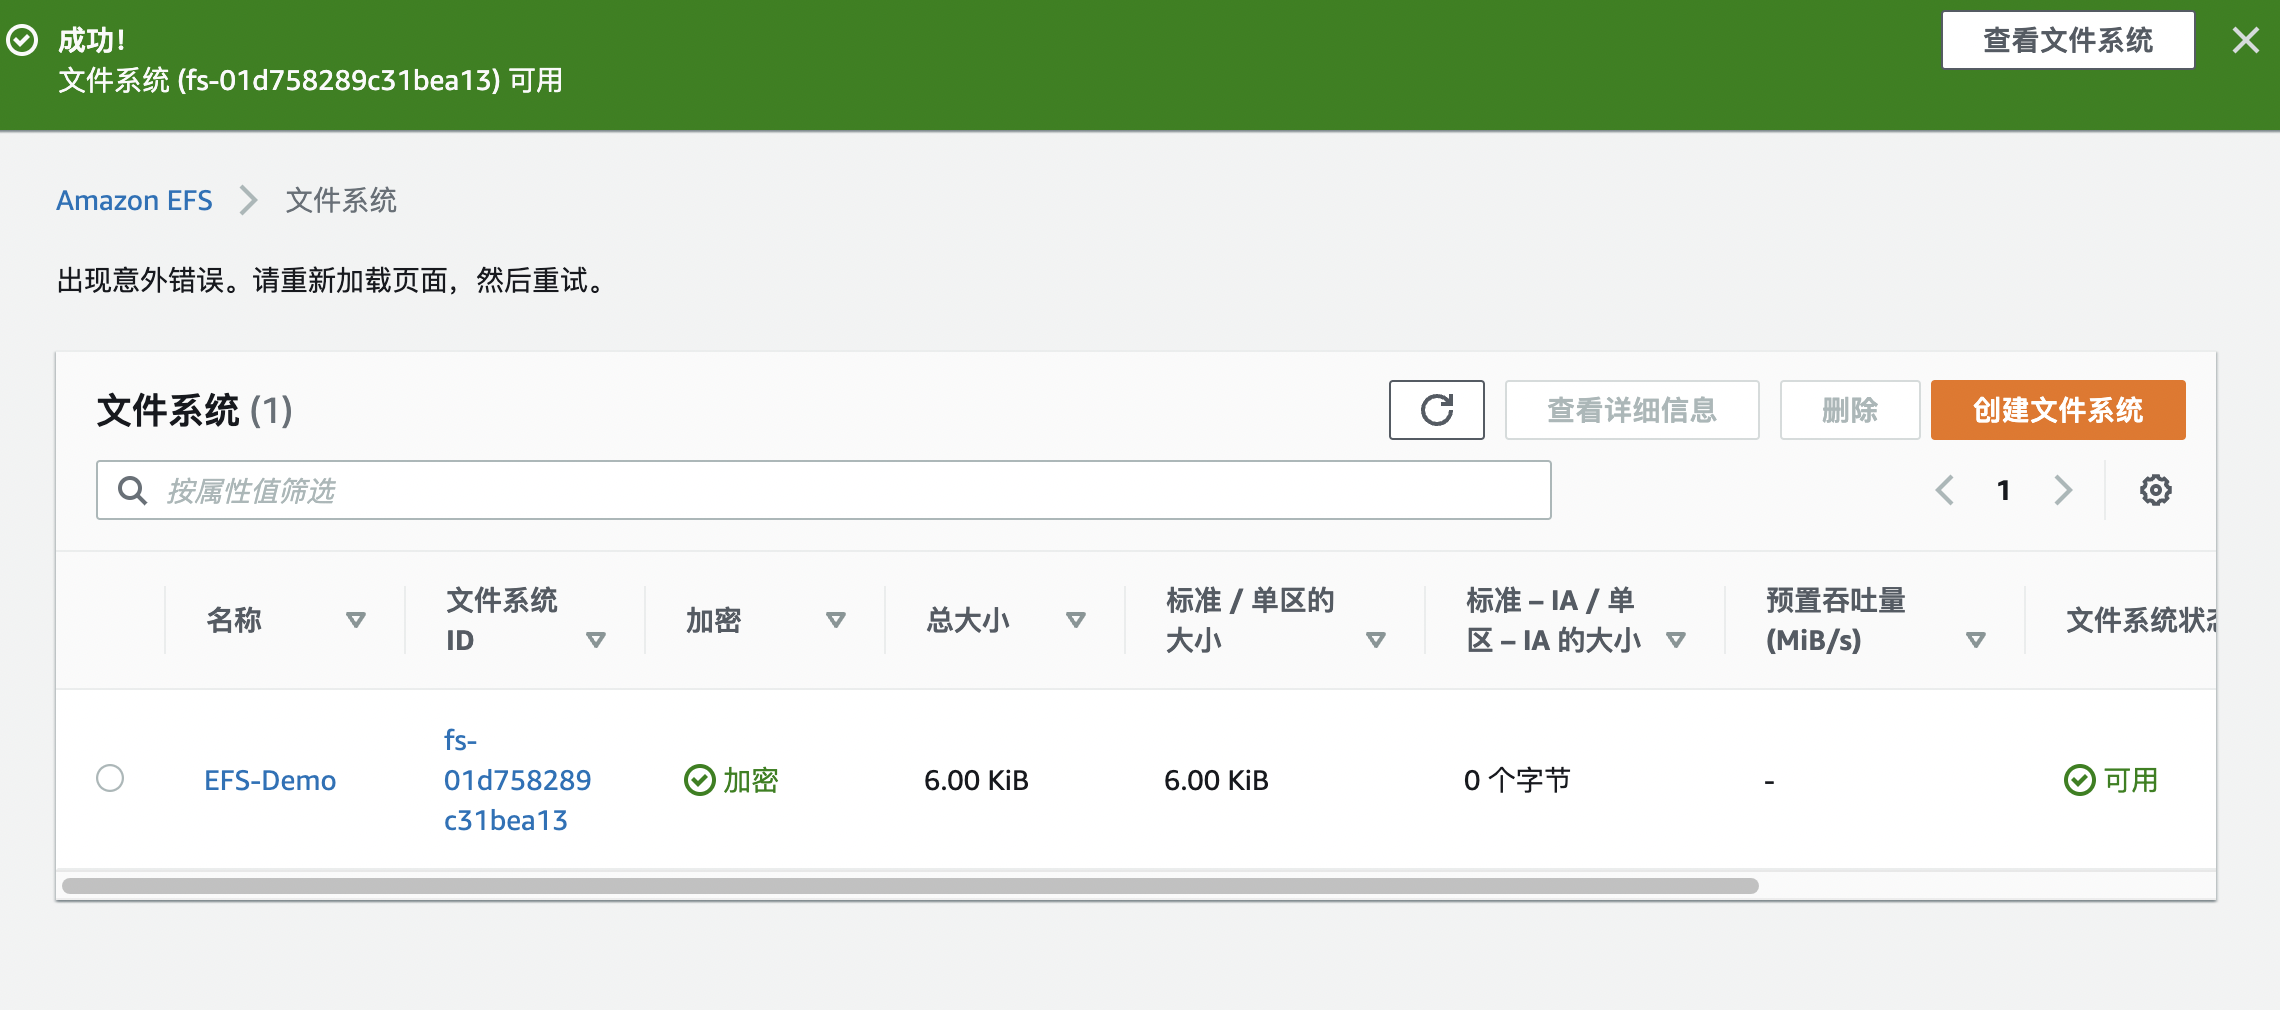 成功！
文件系统 (fs-01d758289c31bea13) 可用
查看文件系统
Amazon EFS
文件系统
出现意外错误。请重新加载页面，然后重试。
文件系统 (1)
查看详细信息
删除
创建文件系统
按属性值筛选
1
名称
文件系统
ID
加密
总大小
标准 / 单区的
大小
标准 – IA / 单
区 – IA 的大小
预置吞吐量
(MiB/s)
文件系统状态
EFS-Demo
fs-
01d758289
c31bea13
加密
6.00 KiB
6.00 KiB
0 个字节
-
可用